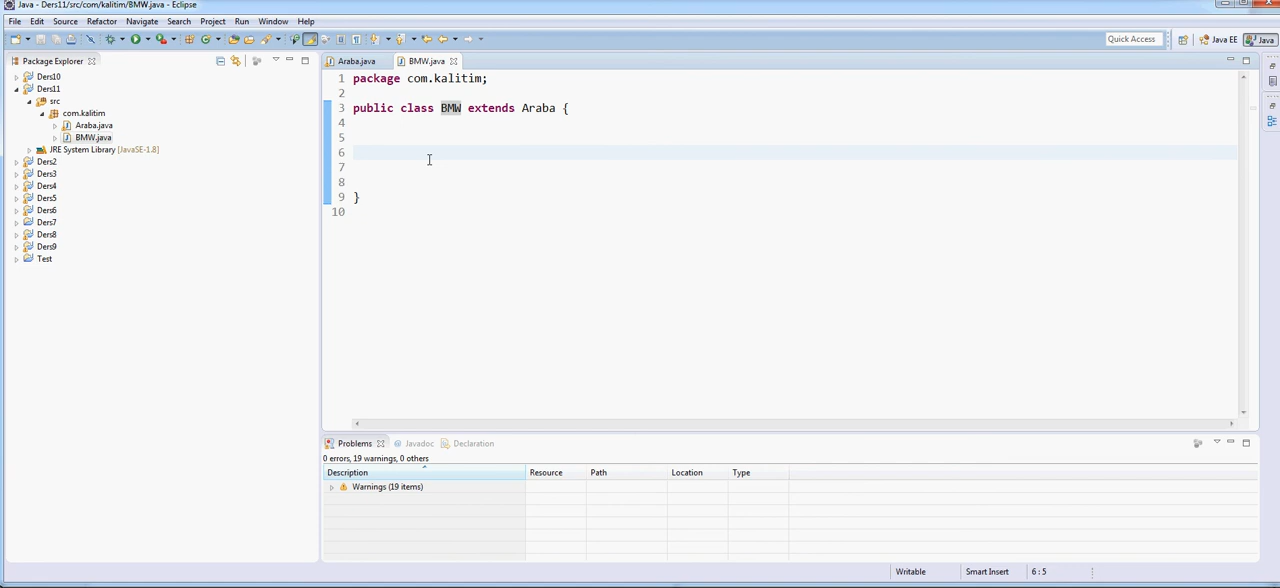 Java - Ders11/src/com/kalitim/BMW.java - Eclipse
File Edit Source Refactor Navigate Search Project Run Window Help
Quick Access Java EE Java
Package Explorer
Araba.java BMW.java
Ders10
Ders11
src
com.kalitim
Araba.java
BMW.java
JRE System Library [JavaSE-1.8]
Ders2
Ders3
Ders4
Ders5
Ders6
Ders7
Ders8
Ders9
Test
1 package com.kalitim;
2
3 public class BMW extends Araba {
4
5
6
7
8
9 }
10
Problems Javadoc Declaration
0 errors, 19 warnings, 0 others
Description Resource Path Location Type
Warnings (19 items)
Writable Smart Insert 6 : 5